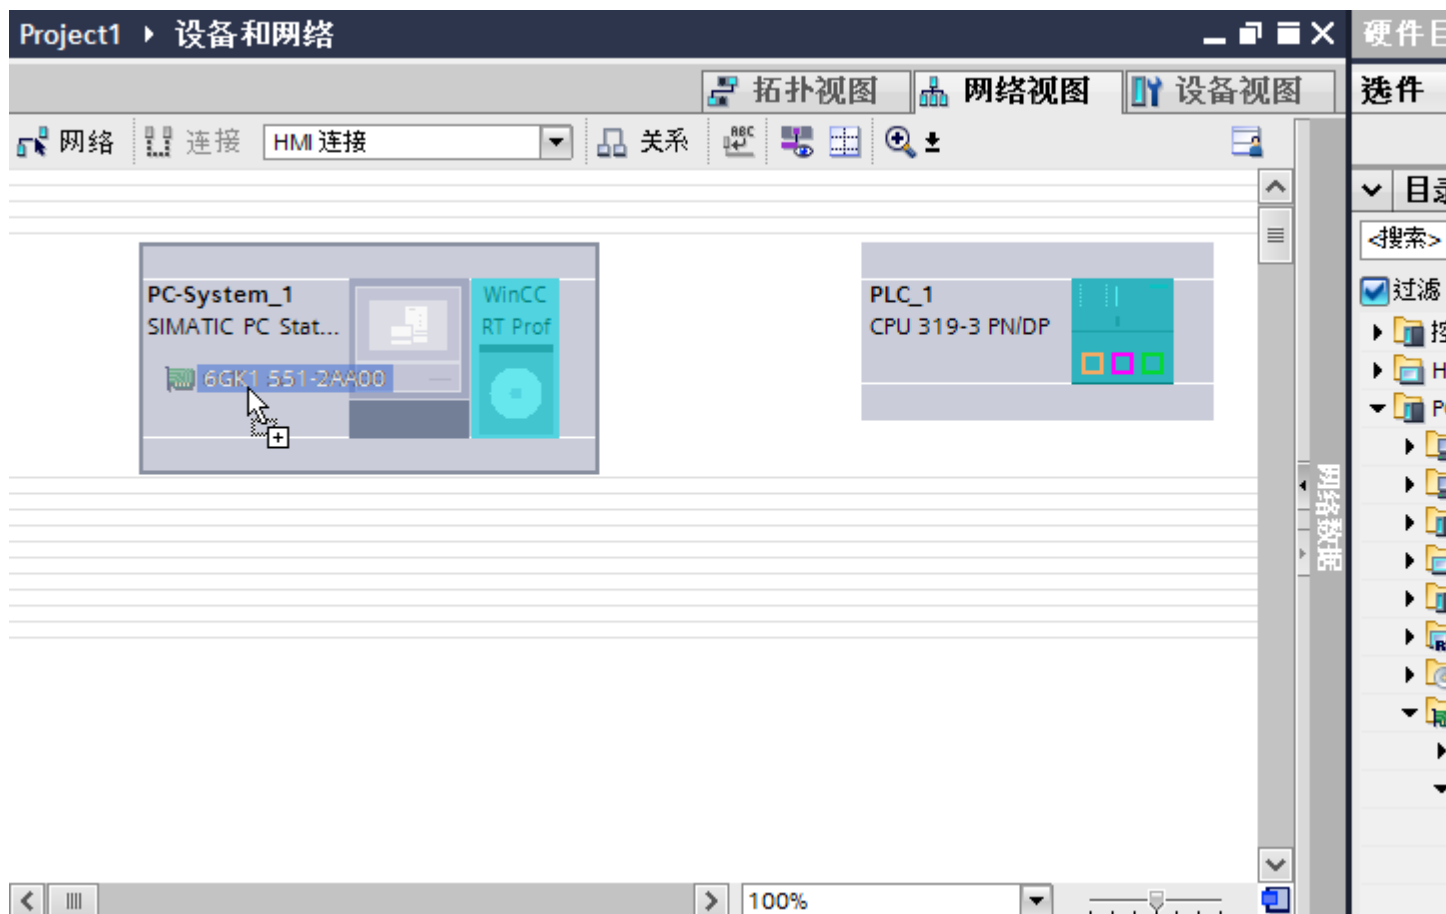 Project1 ▸ 设备和网络
硬件目
拓扑视图
网络视图
设备视图
选件
网络
连接
HMI 连接
关系
ABC
目录
<搜索>
过滤
PC-System_1
SIMATIC PC Stat...
WinCC
RT Prof
6GK1 551-2AA00
PLC_1
CPU 319-3 PN/DP
控
H
P
网络数据
100%